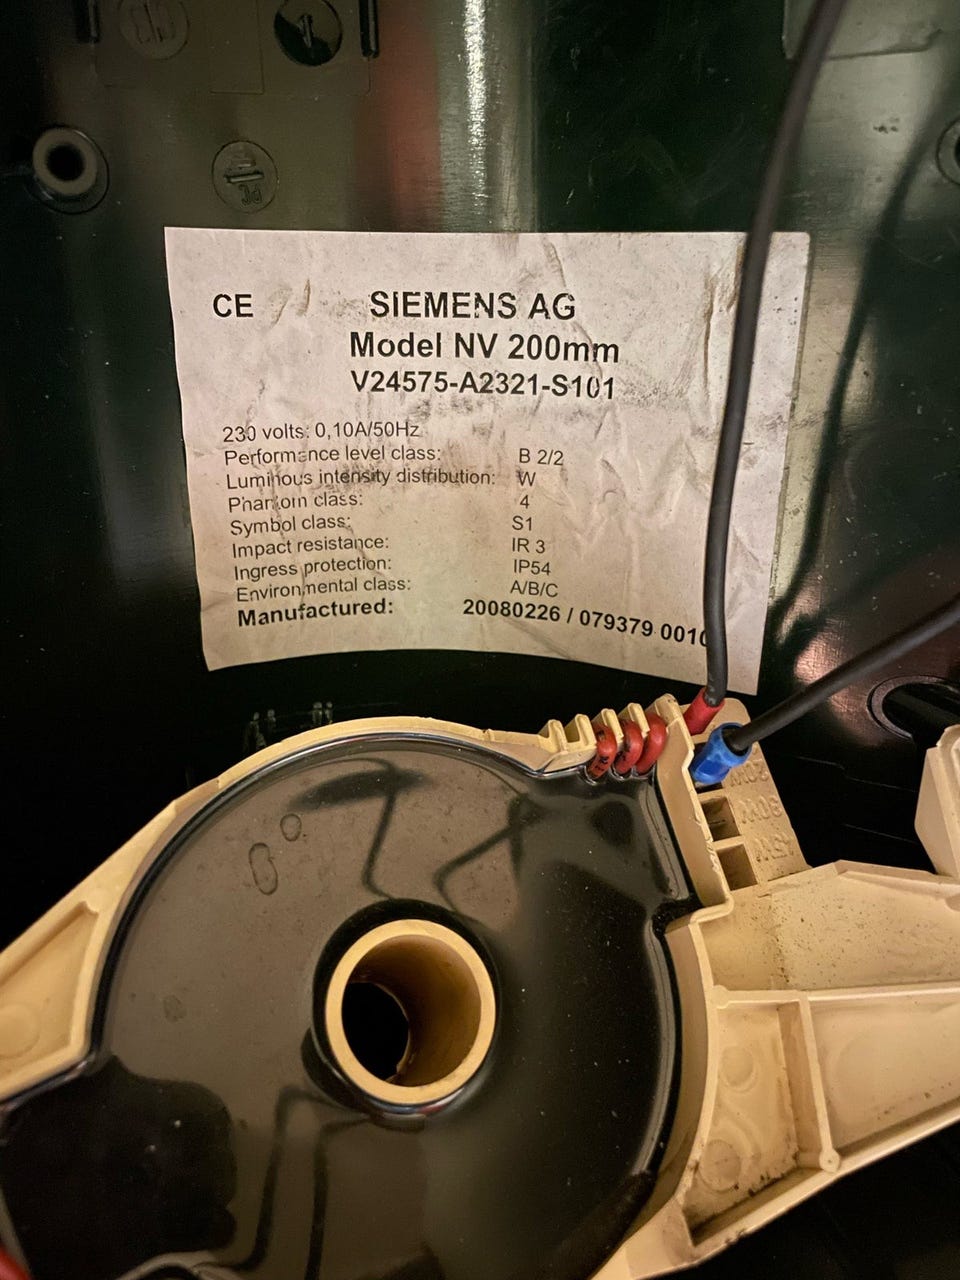 PC
CE SIEMENS AG
Model NV 200mm
V24575-A2321-S101
230 volts: 0,10A/50Hz
Performance level class: B 2/2
Luminous intensity distribution: W
Phantom class: 4
Symbol class: S1
Impact resistance: IR 3
Ingress protection: IP54
Environmental class: A/B/C
Manufactured: 20080226 / 079379 0010